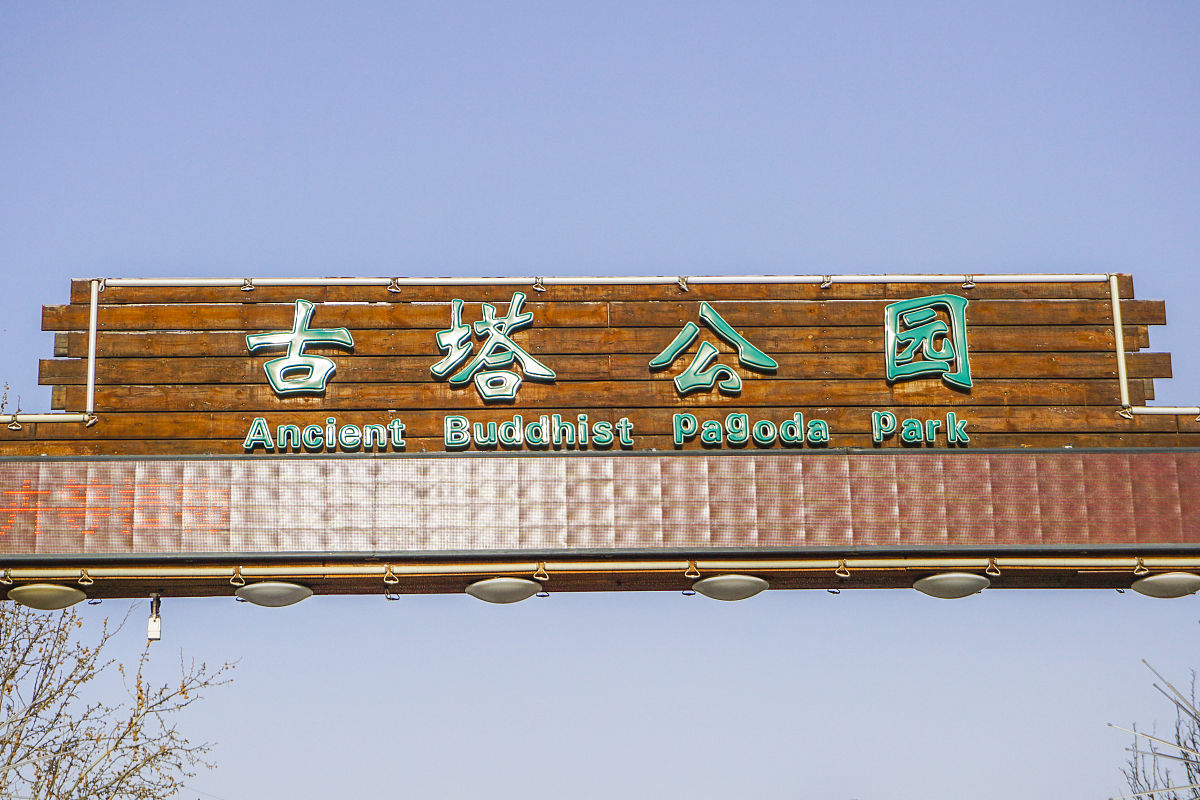 古塔公园
Ancient Buddhist Pagoda Park